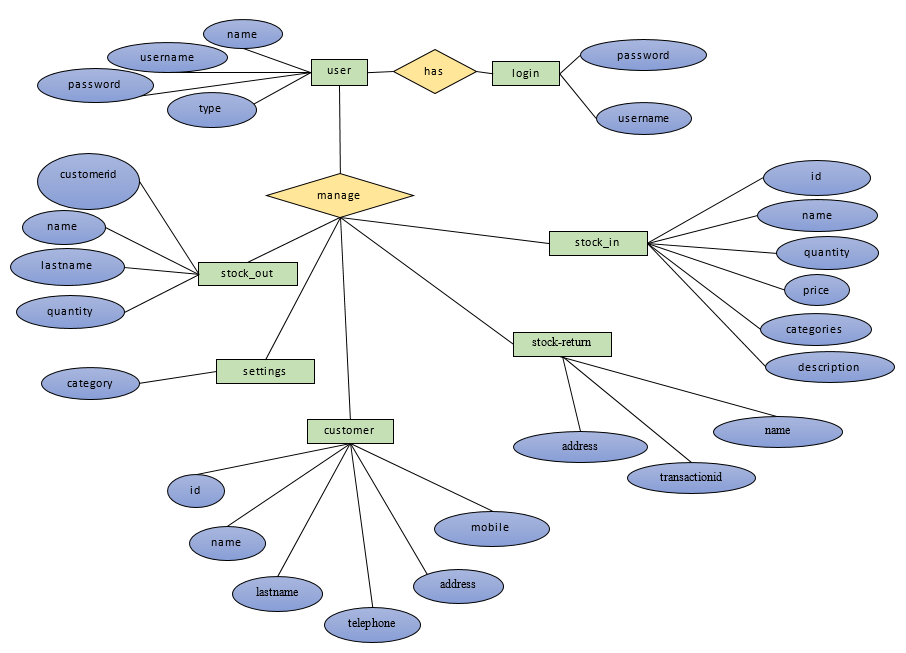 name
username
password
type
user
has
login
password
username
customerid
name
lastname
quantity
manage
stock_out
stock_in
id
name
quantity
price
categories
description
settings
category
stock-return
address
transactionid
name
customer
id
name
lastname
telephone
address
mobile